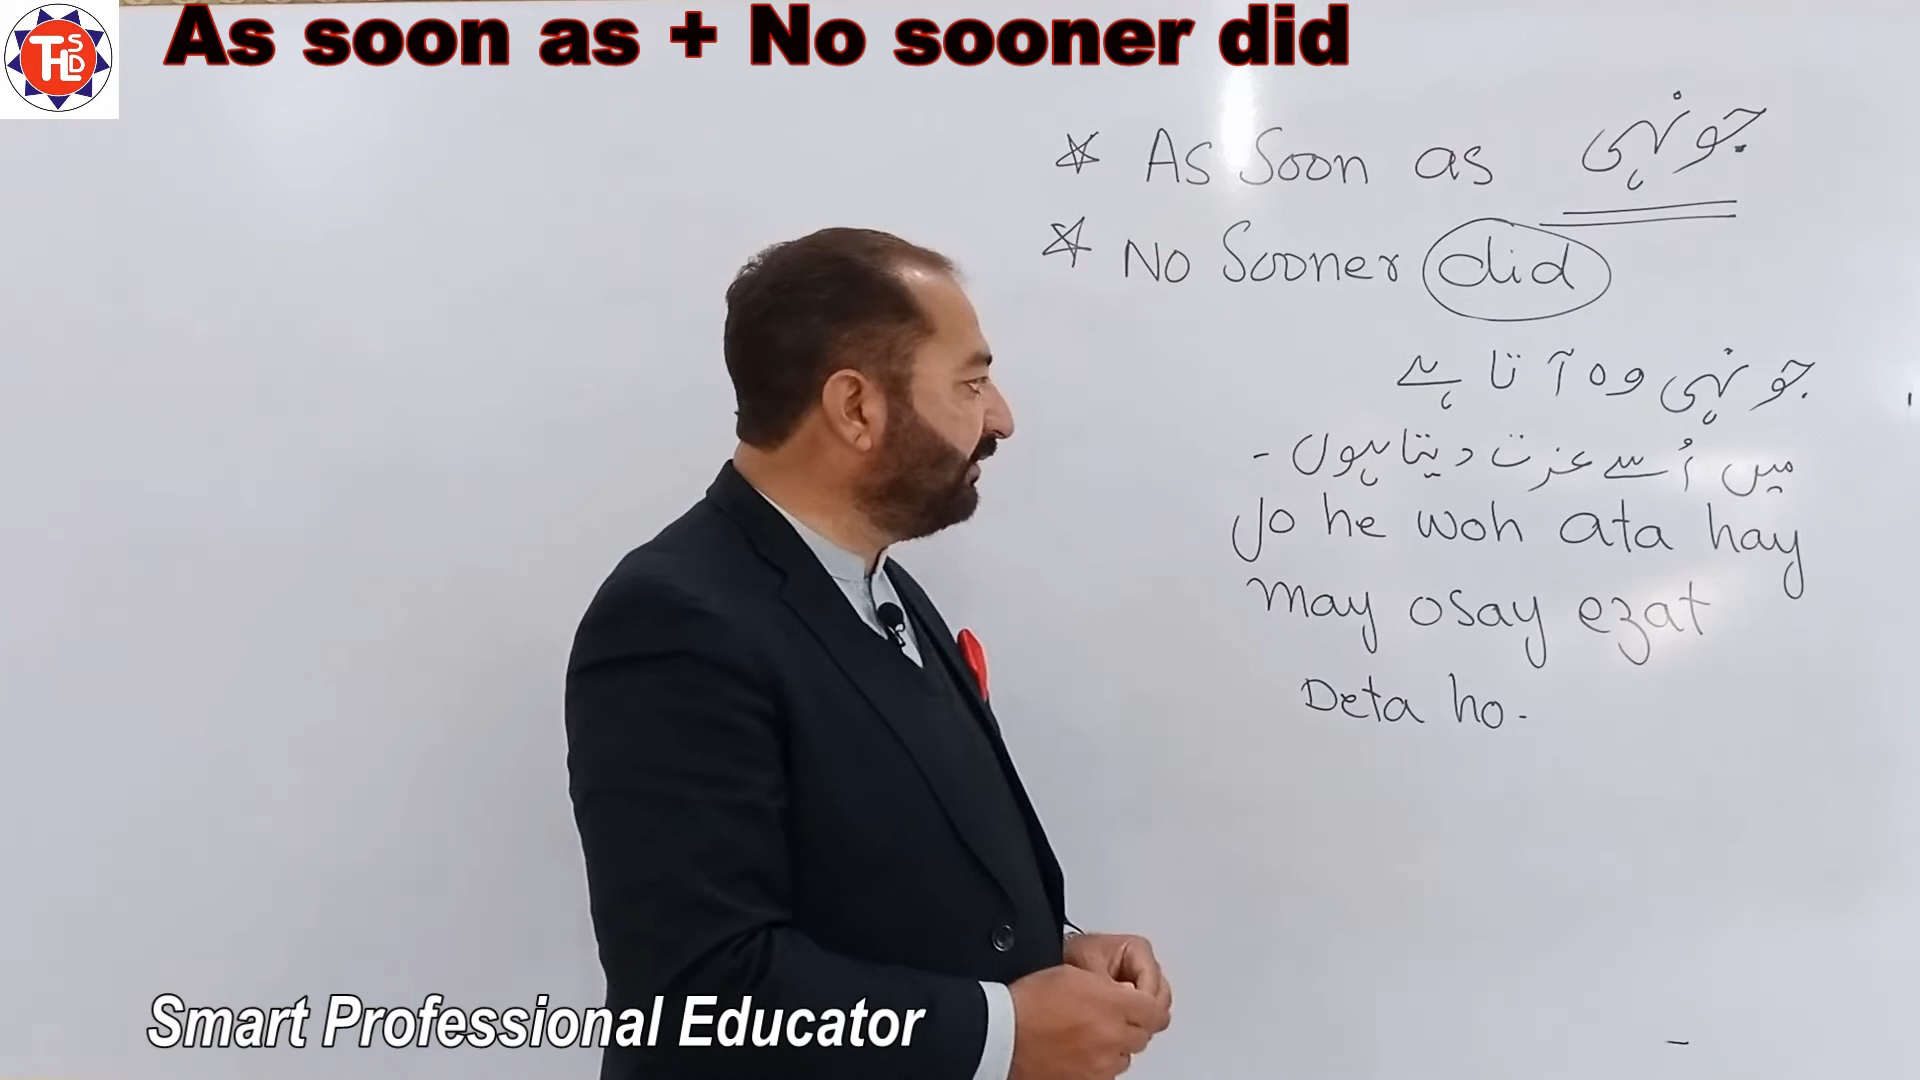 As soon as + No sooner did
THSDL
☆ As Soon as جونہی
☆ No Sooner did
جونہی وہ آتا ہے
میں اُسے عزت دیتا ہوں -
Jo he woh ata hay
may osay ezat
Deta ho.
Smart Professional Educator